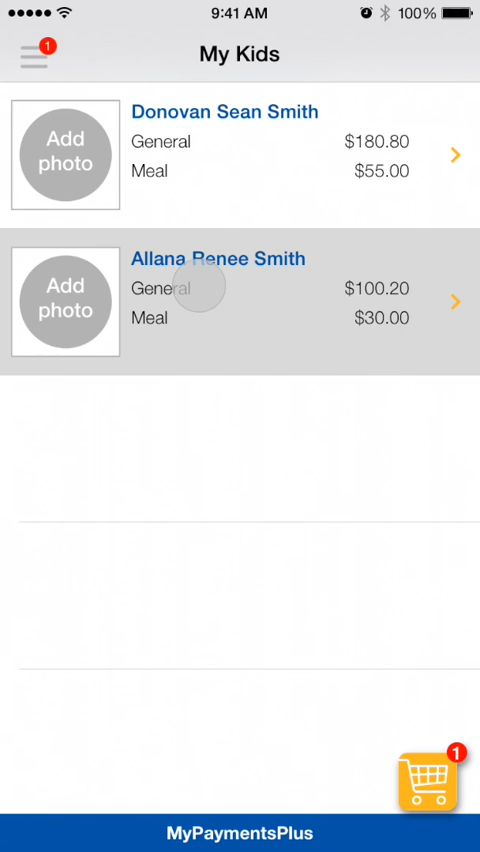 9:41 AM 100%
1
My Kids
Donovan Sean Smith
Add photo
General $180.80
Meal $55.00
Allana Renee Smith
Add photo
General $100.20
Meal $30.00
1
MyPaymentsPlus